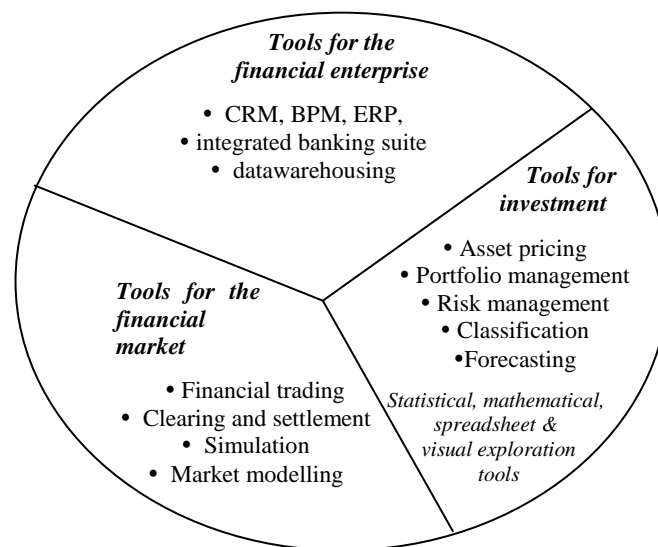 Tools for the
financial enterprise
• CRM, BPM, ERP,
• integrated banking suite
• datawarehousing
Tools for
investment
• Asset pricing
• Portfolio management
• Risk management
• Classification
•Forecasting
Statistical, mathematical,
spreadsheet &
visual exploration
tools
Tools for the
financial
market
• Financial trading
• Clearing and settlement
• Simulation
• Market modelling